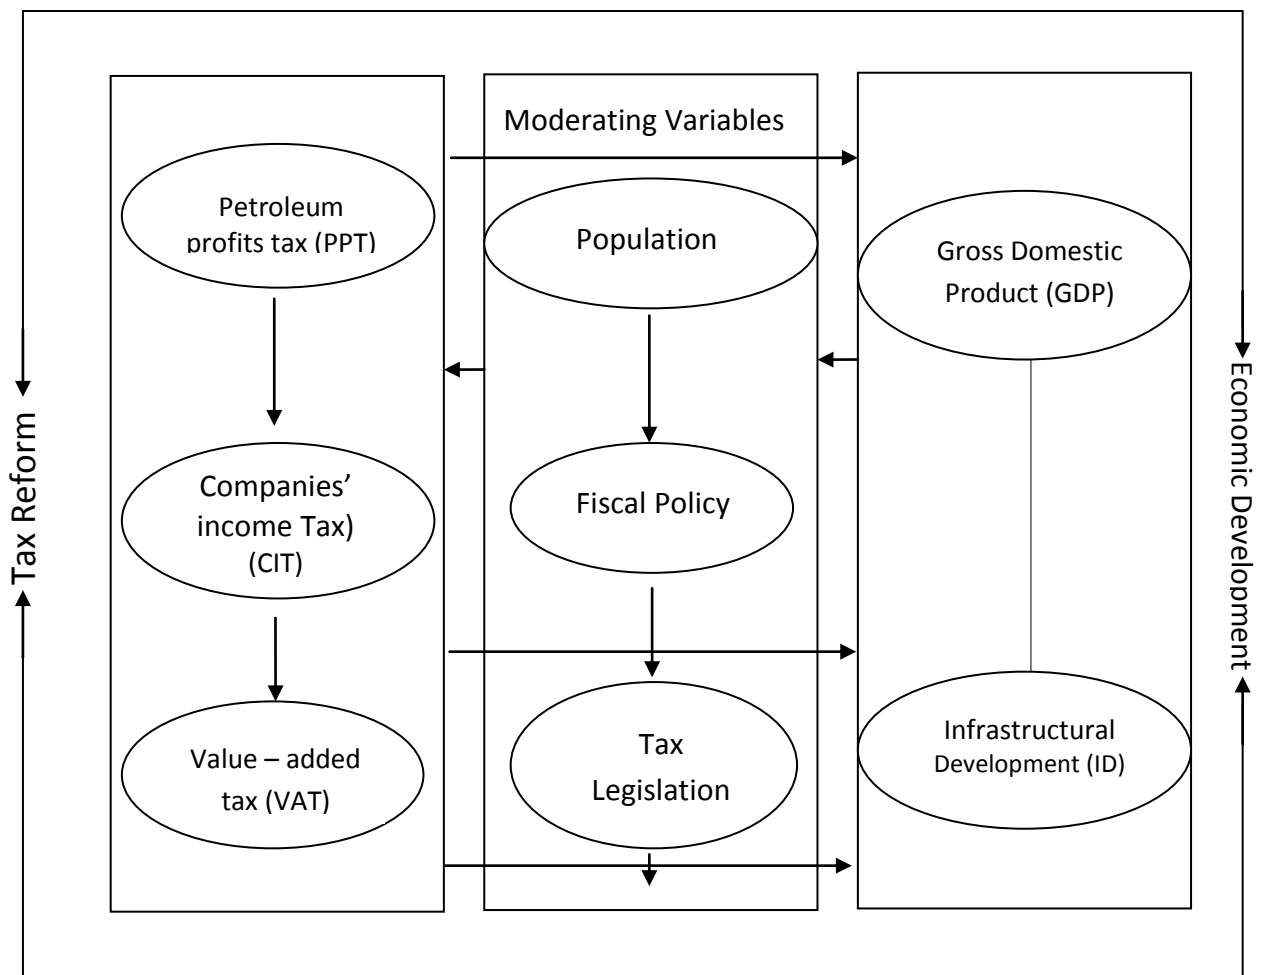 Moderating Variables
Petroleum
profits tax (PPT)
Population
Gross Domestic
Product (GDP)
Tax Reform
Economic Development
Companies’
income Tax)
(CIT)
Fiscal Policy
Value – added
tax (VAT)
Tax
Legislation
Infrastructural
Development (ID)